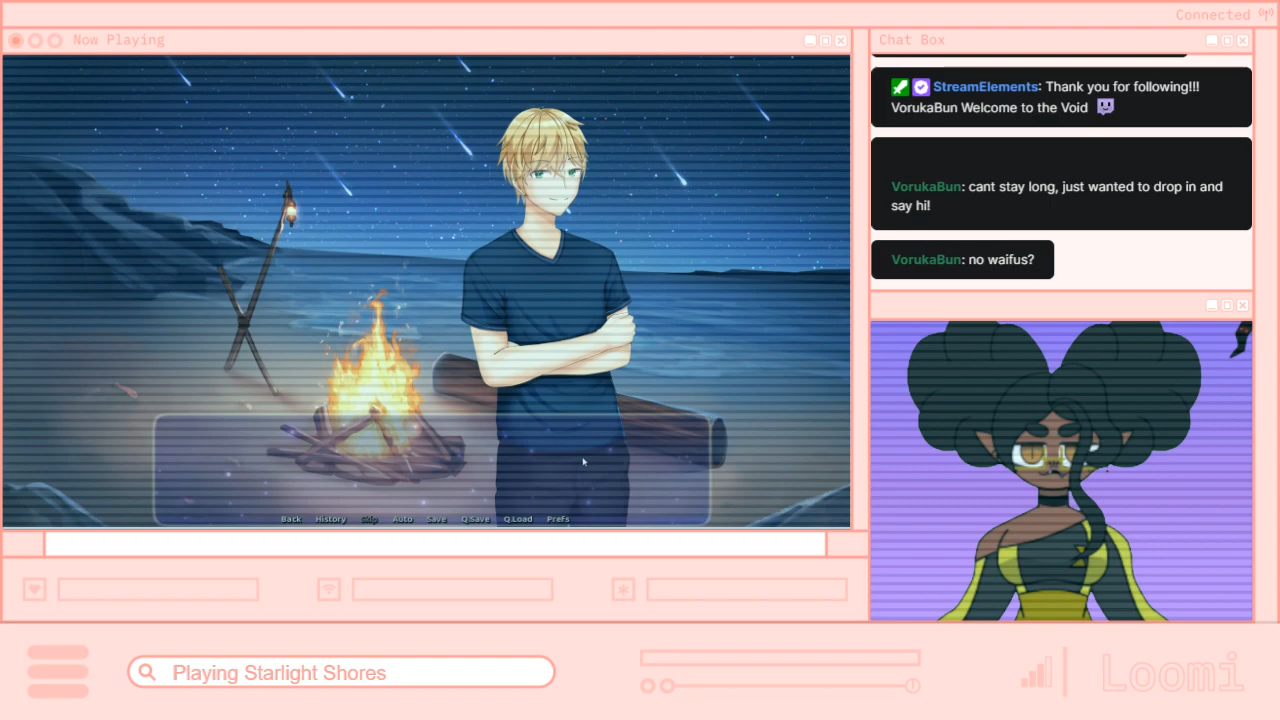 Connected
Now Playing
Chat Box
StreamElements: Thank you for following!!!
VorukaBun Welcome to the Void
VorukaBun: cant stay long, just wanted to drop in and
say hi!
VorukaBun: no waifus?
Back History Skip Auto Save Q.Save Q.Load Prefs
Playing Starlight Shores
Loomi